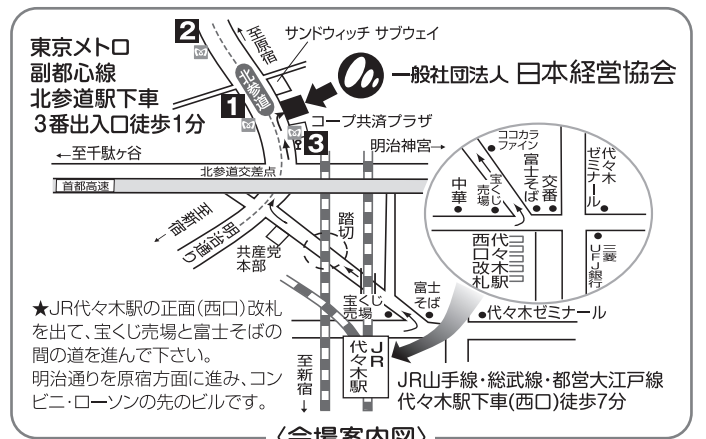 東京メトロ
副都心線
北参道駅下車
3番出入口徒歩1分
2
至原宿
サンドウィッチ サブウェイ
北参道
一般社団法人 日本経営協会
1
コープ共済プラザ
3
←至千駄ヶ谷
明治神宮→
北参道交差点
首都高速
至新宿
明治通り
共産党
本部
踏切
ココカラ
ファイン
代々木
ゼミナール
中華
宝くじ
売場
富士そば
交番
代々木駅
西口改札
三菱
UFJ銀行
宝くじ
売場
富士
そば
代々木ゼミナール
★JR代々木駅の正面(西口)改札
を出て、宝くじ売場と富士そばの
間の道を進んで下さい。
明治通りを原宿方面に進み、コン
ビニ・ローソンの先のビルです。
至新宿
↓
JR
代々木駅
JR山手線・総武線・都営大江戸線
代々木駅下車(西口)徒歩7分
〈会場案内図〉